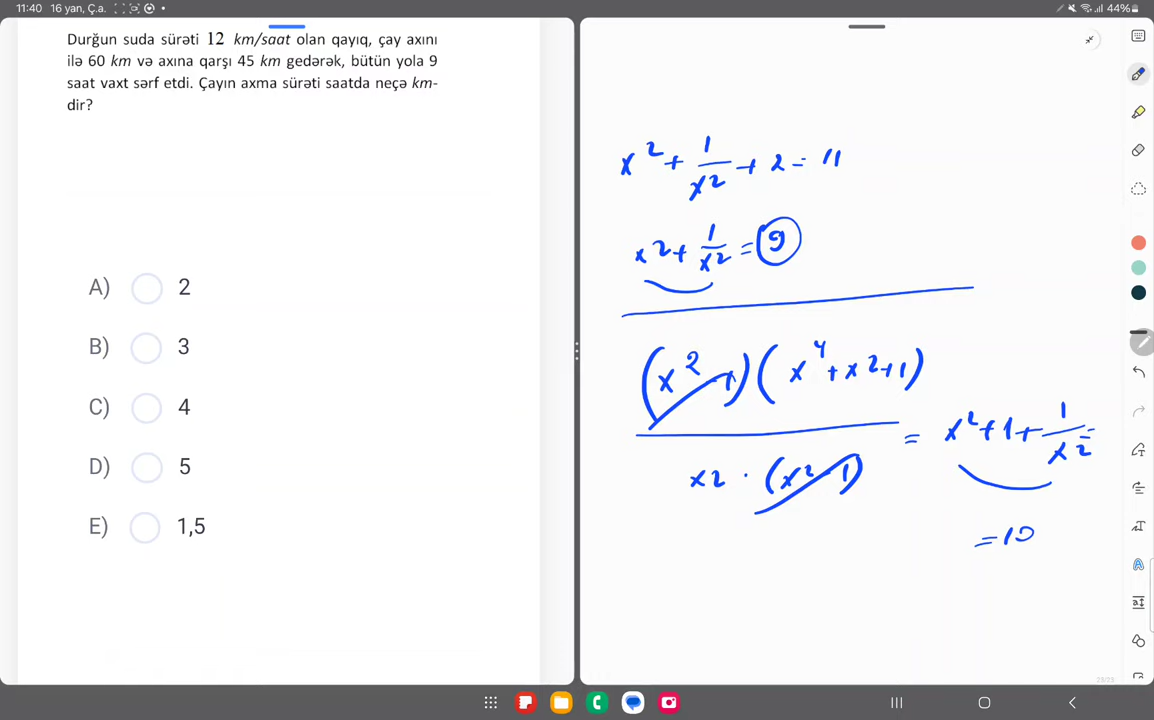 11:40 16 yan, Ç.a.
44%
Durğun suda sürəti 12 km/saat olan qayıq, çay axını
ilə 60 km və axına qarşı 45 km gedərək, bütün yola 9
saat vaxt sərf etdi. Çayın axma sürəti saatda neçə km-
dir?
A) 2
B) 3
C) 4
D) 5
E) 1,5
x² + 1/x² + 2 = 11
x2 + 1/x2 = 9
(x² - 1)(x⁴ + x2 + 1)
x2 · (x² - 1)
= x² + 1 + 1/x2 =
= 10